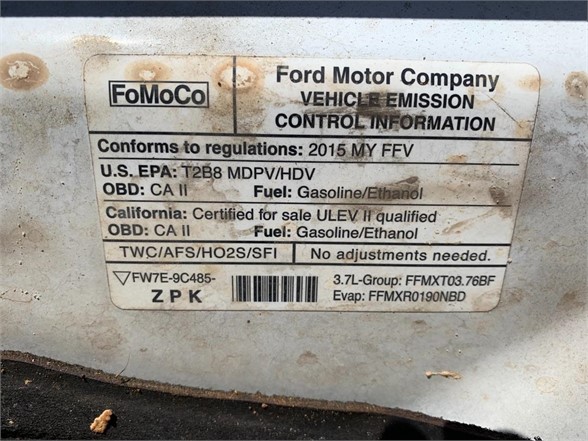 FoMoCo
Ford Motor Company
VEHICLE EMISSION
CONTROL INFORMATION
Conforms to regulations: 2015 MY FFV
U.S. EPA: T2B8 MDPV/HDV
OBD: CA II Fuel: Gasoline/Ethanol
California: Certified for sale ULEV II qualified
OBD: CA II Fuel: Gasoline/Ethanol
TWC/AFS/HO2S/SFI No adjustments needed.
FW7E-9C485-
ZPK
3.7L-Group: FFMXT03.76BF
Evap: FFMXR0190NBD